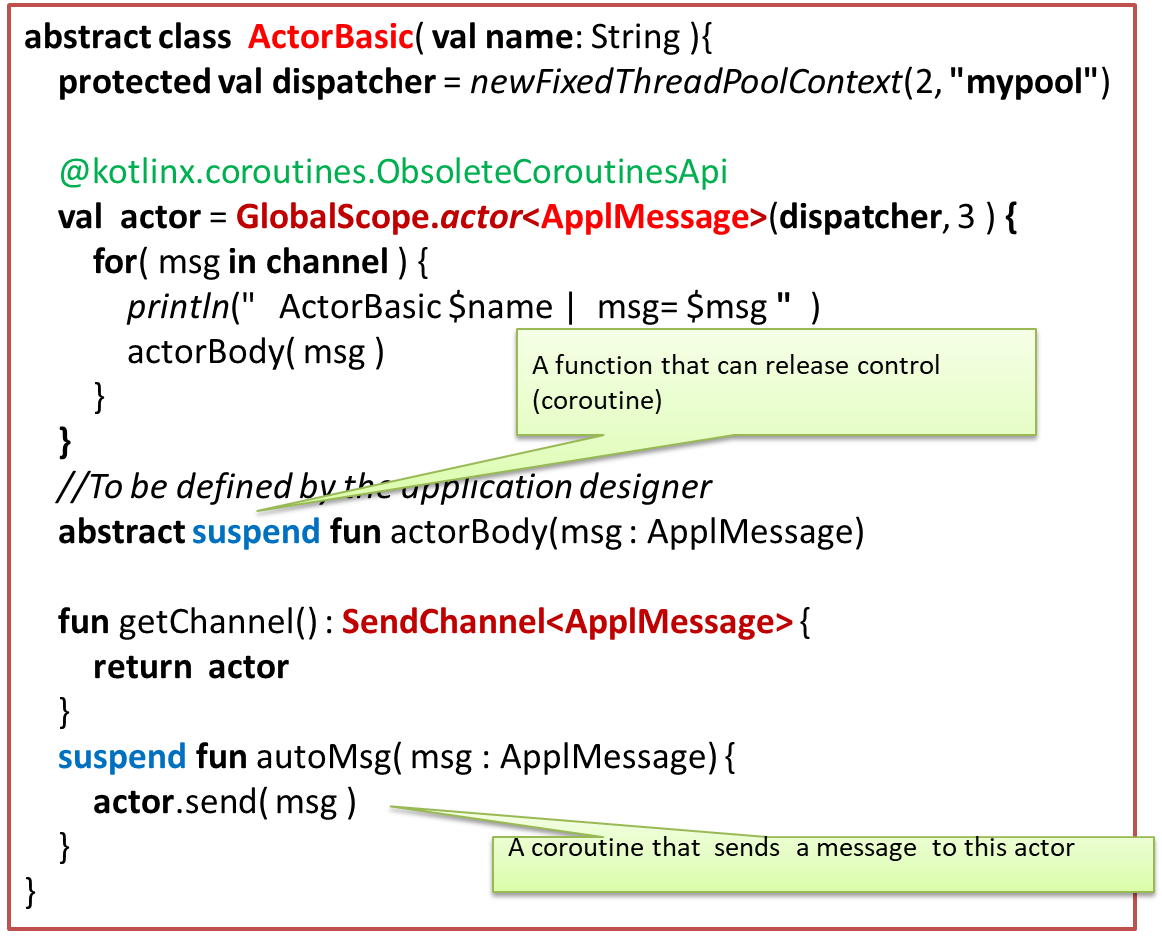 abstract class ActorBasic( val name: String ){
protected val dispatcher = newFixedThreadPoolContext(2, "mypool")
@kotlinx.coroutines.ObsoleteCoroutinesApi
val actor = GlobalScope.actor<ApplMessage>(dispatcher, 3 ) {
for( msg in channel ) {
println(" ActorBasic $name | msg= $msg " )
actorBody( msg )
}
}
A function that can release control
(coroutine)
//To be defined by the application designer
abstract suspend fun actorBody(msg : ApplMessage)
fun getChannel() : SendChannel<ApplMessage> {
return actor
}
suspend fun autoMsg( msg : ApplMessage) {
actor.send( msg )
}
A coroutine that sends a message to this actor
}